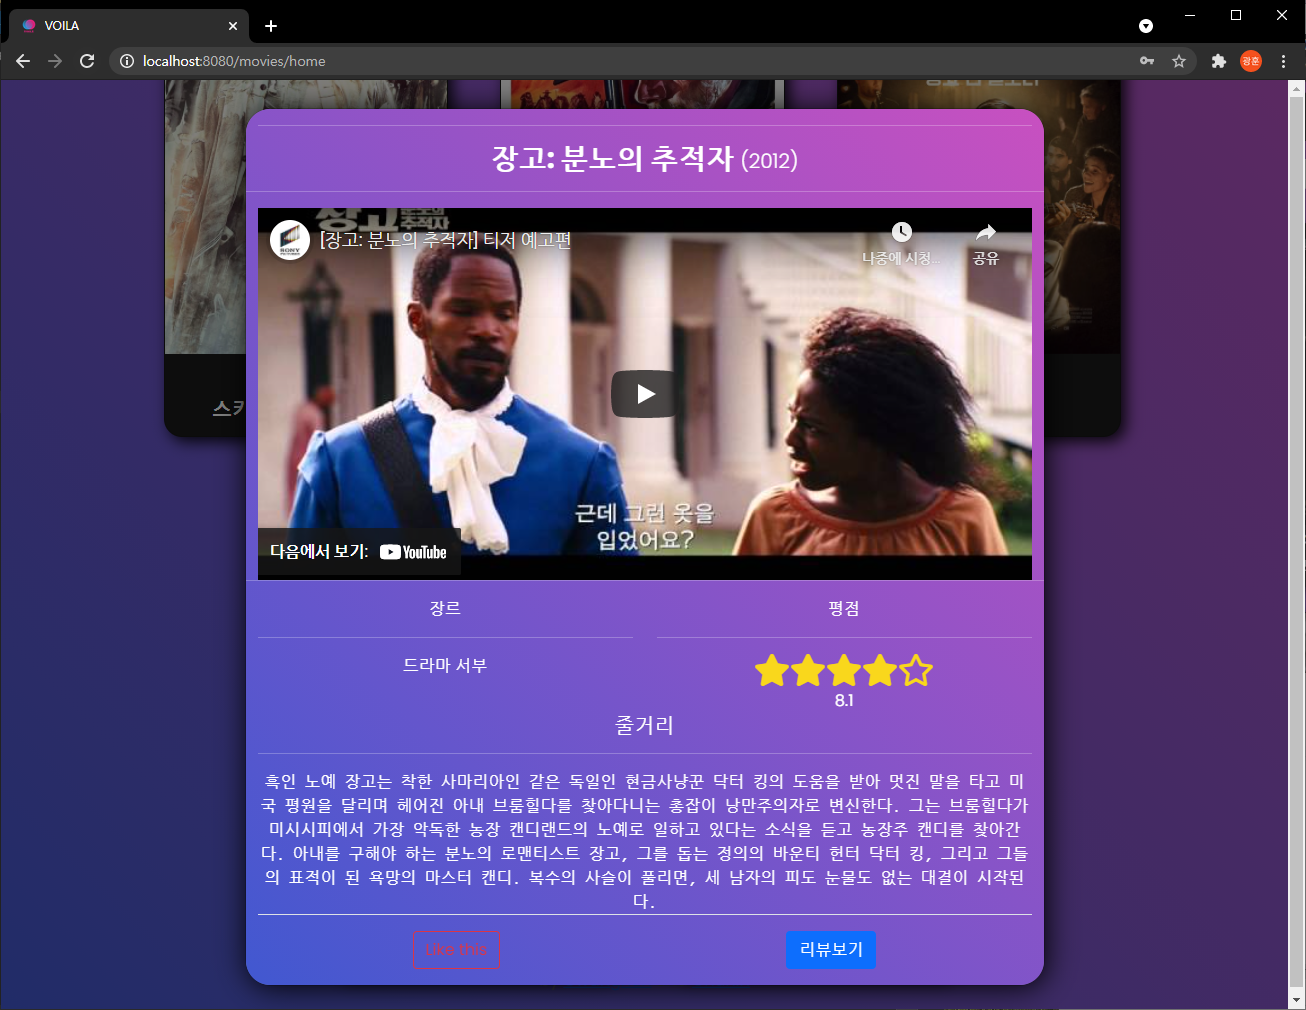 VOILA
localhost:8080/movies/home
광훈
장고: 분노의 추적자 (2012)
SONY
PICTURES
[장고: 분노의 추적자] 티저 예고편
나중에 시청...
공유
근데 그런 옷을
입었어요?
다음에서 보기: YouTube
장르
평점
드라마 서부
8.1
줄거리
흑인 노예 장고는 착한 사마리아인 같은 독일인 현금사냥꾼 닥터 킹의 도움을 받아 멋진 말을 타고 미
국 평원을 달리며 헤어진 아내 브룸힐다를 찾아다니는 총잡이 낭만주의자로 변신한다. 그는 브룸힐다가
미시시피에서 가장 악독한 농장 캔디랜드의 노예로 일하고 있다는 소식을 듣고 농장주 캔디를 찾아간
다. 아내를 구해야 하는 분노의 로맨티스트 장고, 그를 돕는 정의의 바운티 헌터 닥터 킹, 그리고 그들
의 표적이 된 욕망의 마스터 캔디. 복수의 사슬이 풀리면, 세 남자의 피도 눈물도 없는 대결이 시작된
다.
Like this
리뷰보기